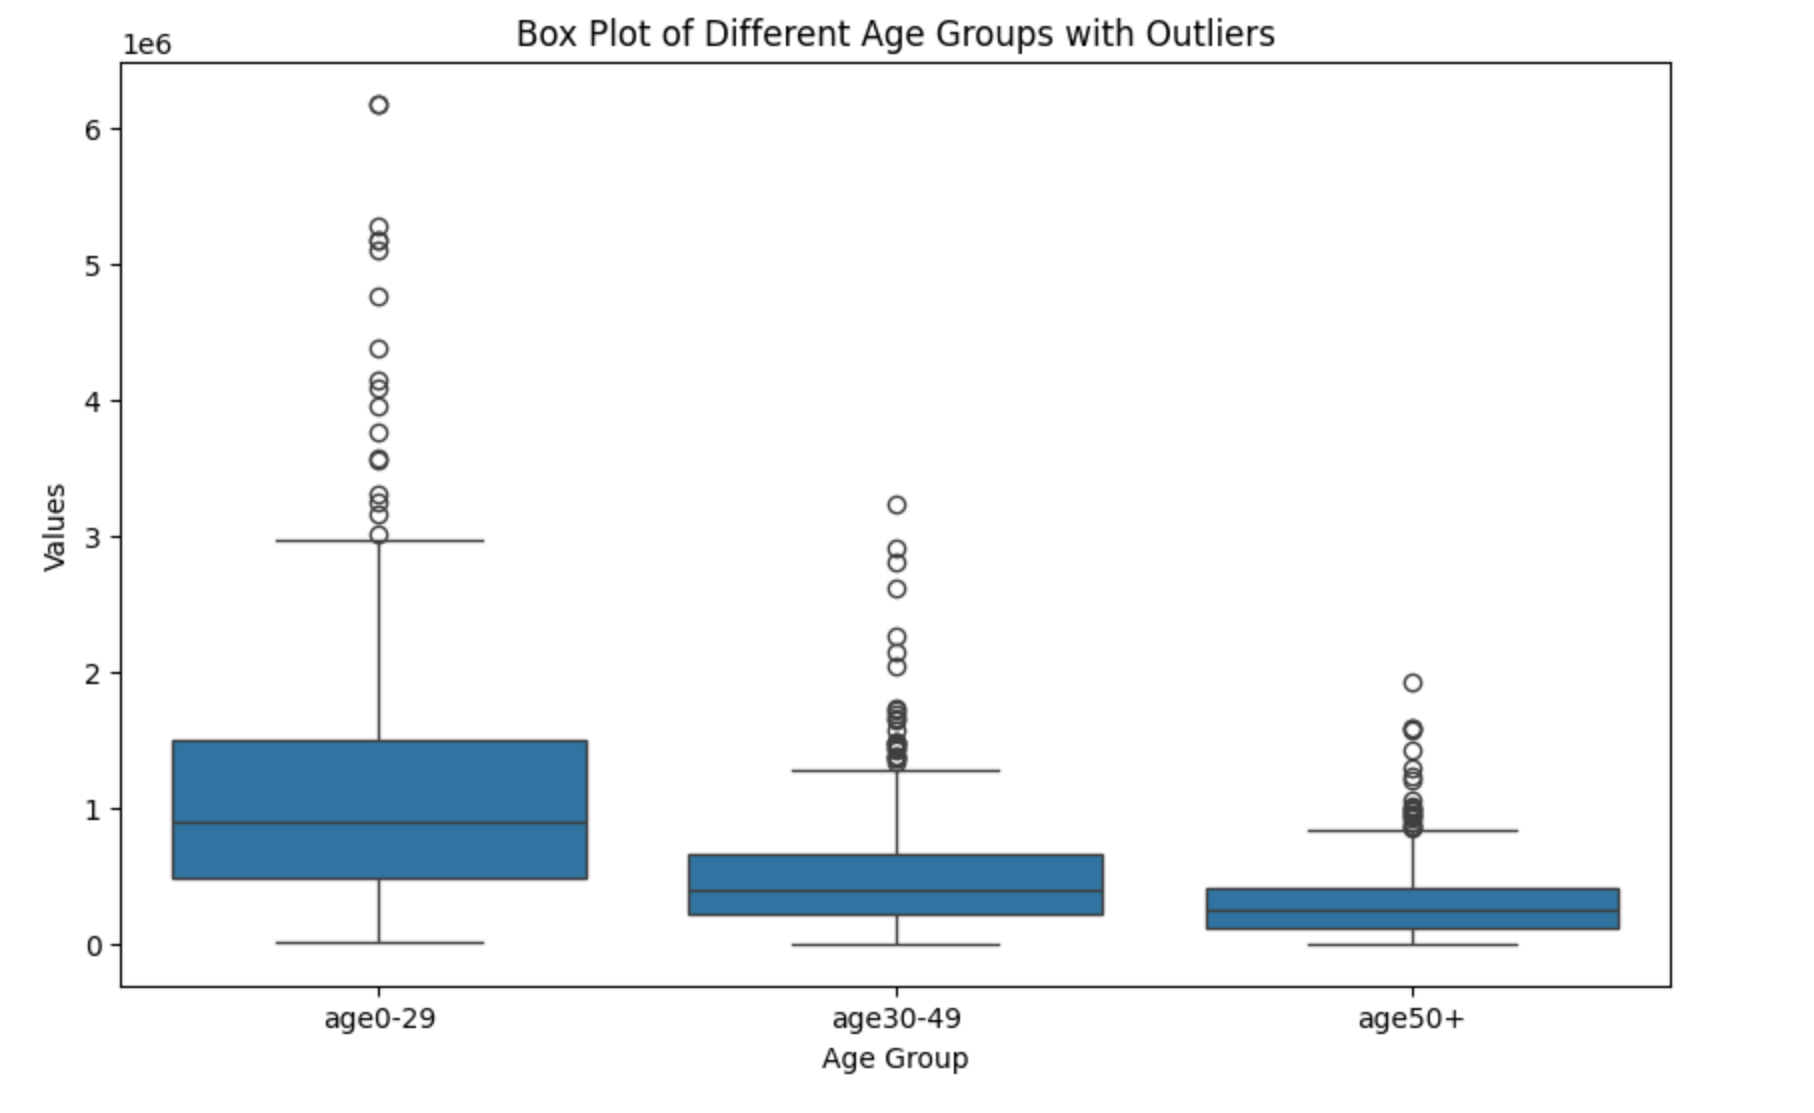 Box Plot of Different Age Groups with Outliers
1e6
6
5
4
3
2
1
0
Values
age0-29
age30-49
age50+
Age Group